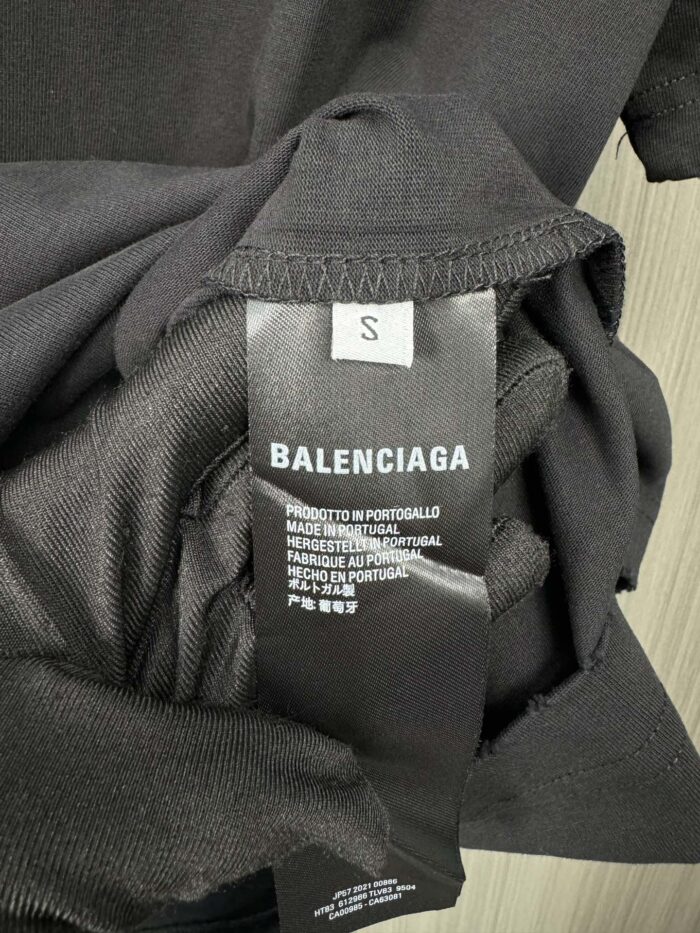 S
BALENCIAGA
PRODOTTO IN PORTOGALLO
MADE IN PORTUGAL
HERGESTELLT IN PORTUGAL
FABRIQUE AU PORTUGAL
HECHO EN PORTUGAL
ポルトガル製
产地: 葡萄牙
JP57 2021 00886
HT83 612966 TLV83 9504
CA00985 - CA63081